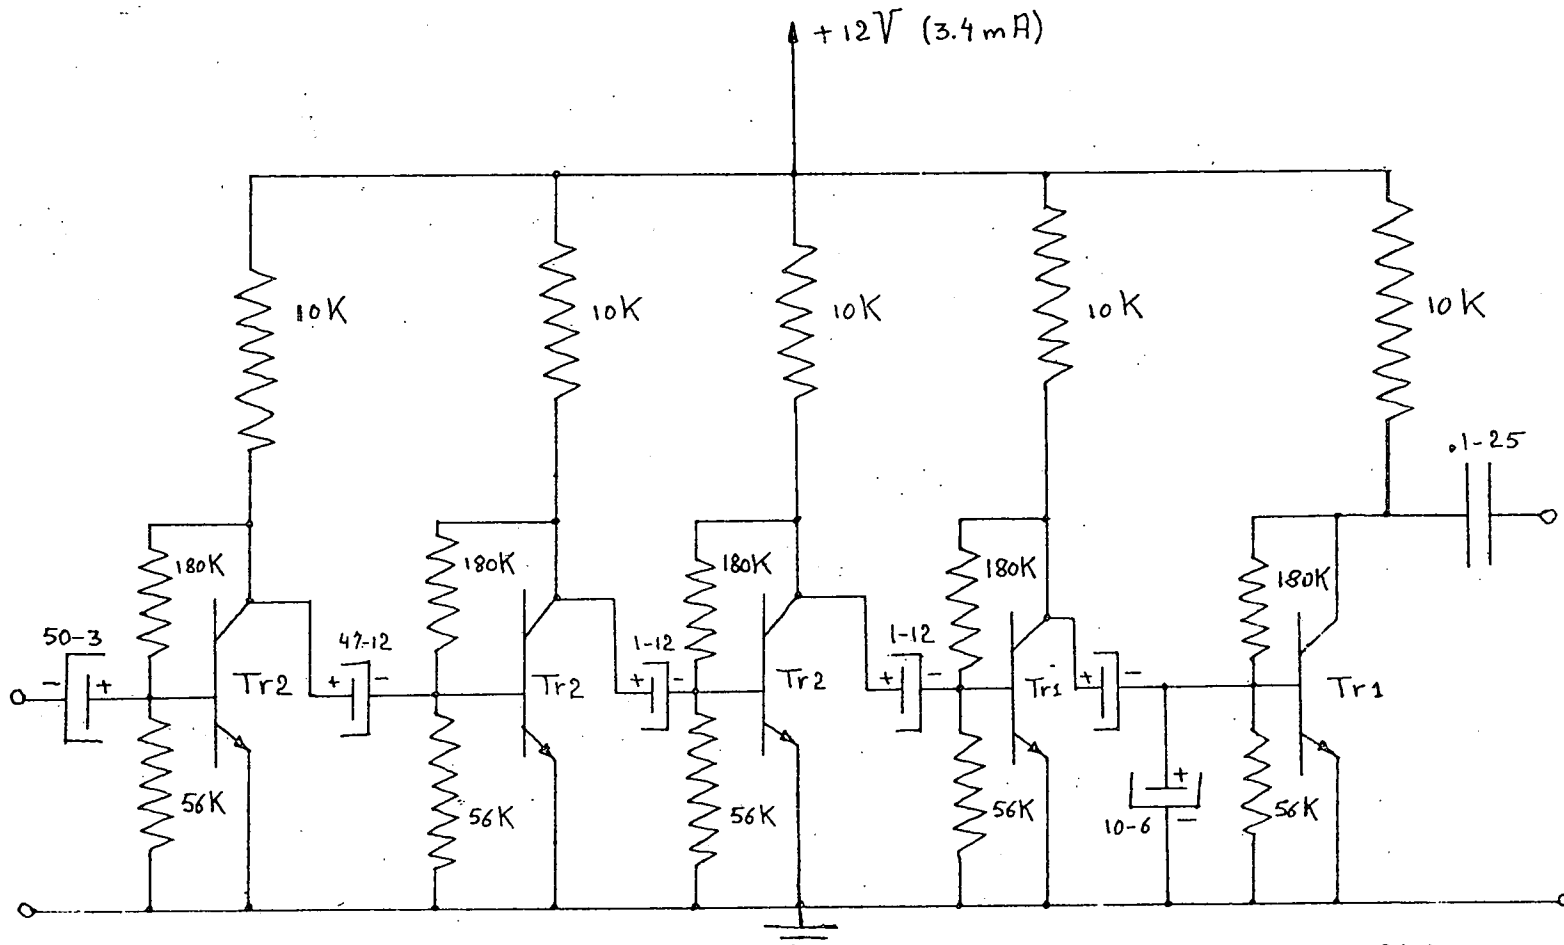 +12V (3.4mA)
10K 10K 10K 10K 10K
.1-25
180K 180K 180K 180K 180K
50-3 47-12 1-12 1-12
- + + - + - + - + -
Tr2 Tr2 Tr2 Tr1 Tr1
+
56K 56K 56K 56K 10-6 - 56K